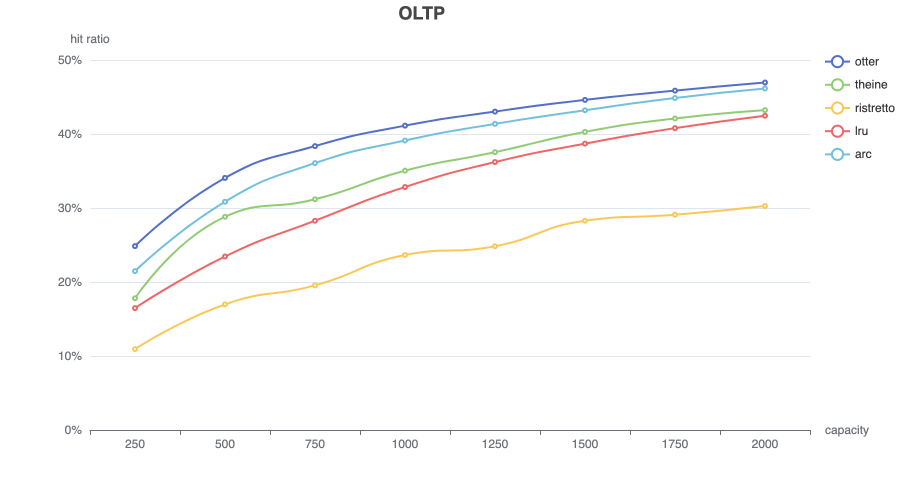 OLTP
hit ratio
50%
40%
30%
20%
10%
0%
250 500 750 1000 1250 1500 1750 2000
capacity
otter
theine
ristretto
lru
arc